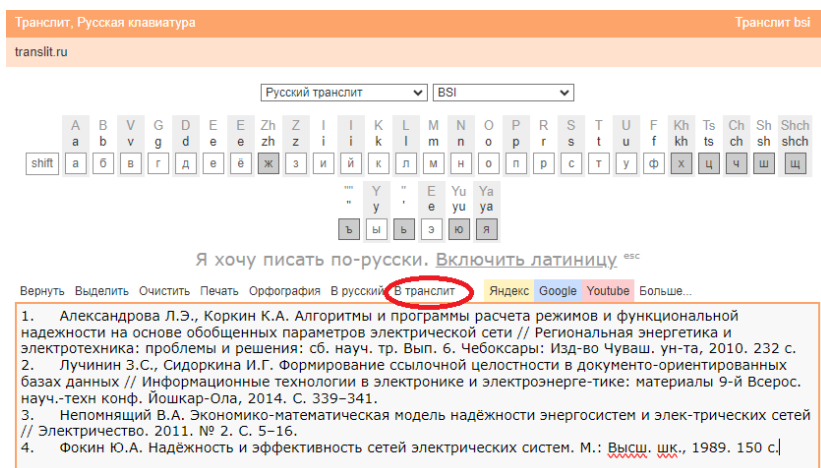 Транслит, Русская клавиатура Транслит bsi
translit.ru
Русский транслит BSI
A B V G D E E Zh Z I I K L M N O P R S T U F Kh Ts Ch Sh Shch
a b v g d e ё zh z i i k l m n o p r s t u f kh ts ch sh shch
shift а б в г д е ё ж з и й к л м н о п р с т у ф х ц ч ш щ
"" Y " E Yu Ya
" y ' e yu ya
ъ ы ь э ю я
Я хочу писать по-русски. Включить латиницу esc
Вернуть Выделить Очистить Печать Орфография В русский В транслит Яндекс Google Youtube Больше...
1. Александрова Л.Э., Коркин К.А. Алгоритмы и программы расчета режимов и функциональной
надежности на основе обобщенных параметров электрической сети // Региональная энергетика и
электротехника: проблемы и решения: сб. науч. тр. Вып. 6. Чебоксары: Изд-во Чуваш. ун-та, 2010. 232 с.
2. Лучинин З.С., Сидоркина И.Г. Формирование ссылочной целостности в документо-ориентированных
базах данных // Информационные технологии в электронике и электроэнерге-тике: материалы 9-й Всерос.
науч.-техн конф. Йошкар-Ола, 2014. С. 339–341.
3. Непомнящий В.А. Экономико-математическая модель надёжности энергосистем и элек-трических сетей
// Электричество. 2011. № 2. С. 5–16.
4. Фокин Ю.А. Надёжность и эффективность сетей электрических систем. М.: Высш. шк., 1989. 150 с.